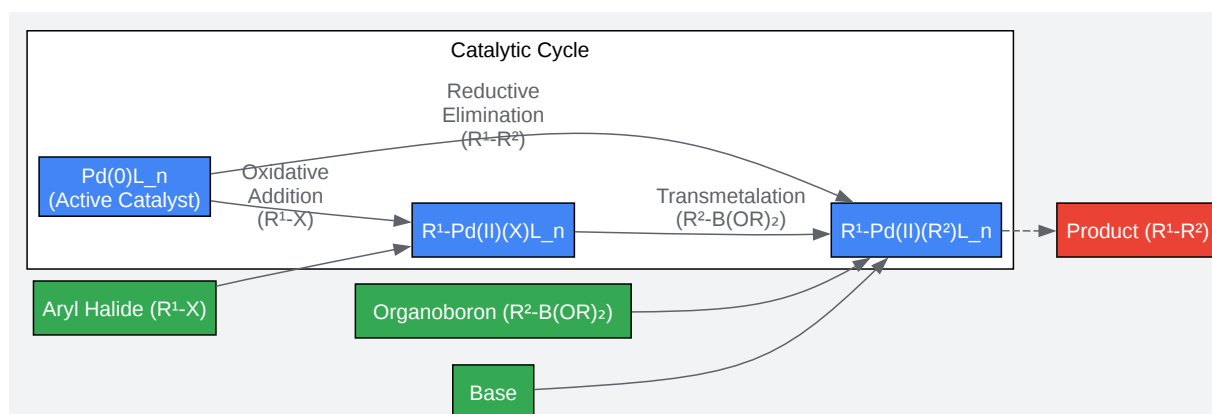 Catalytic Cycle
Reductive
Elimination
(R¹-R²)
Pd(0)L_n
(Active Catalyst)
Oxidative
Addition
(R¹-X)
R¹-Pd(II)(X)L_n
Transmetalation
(R²-B(OR)₂)
R¹-Pd(II)(R²)L_n
Product (R¹-R²)
Aryl Halide (R¹-X)
Organoboron (R²-B(OR)₂)
Base